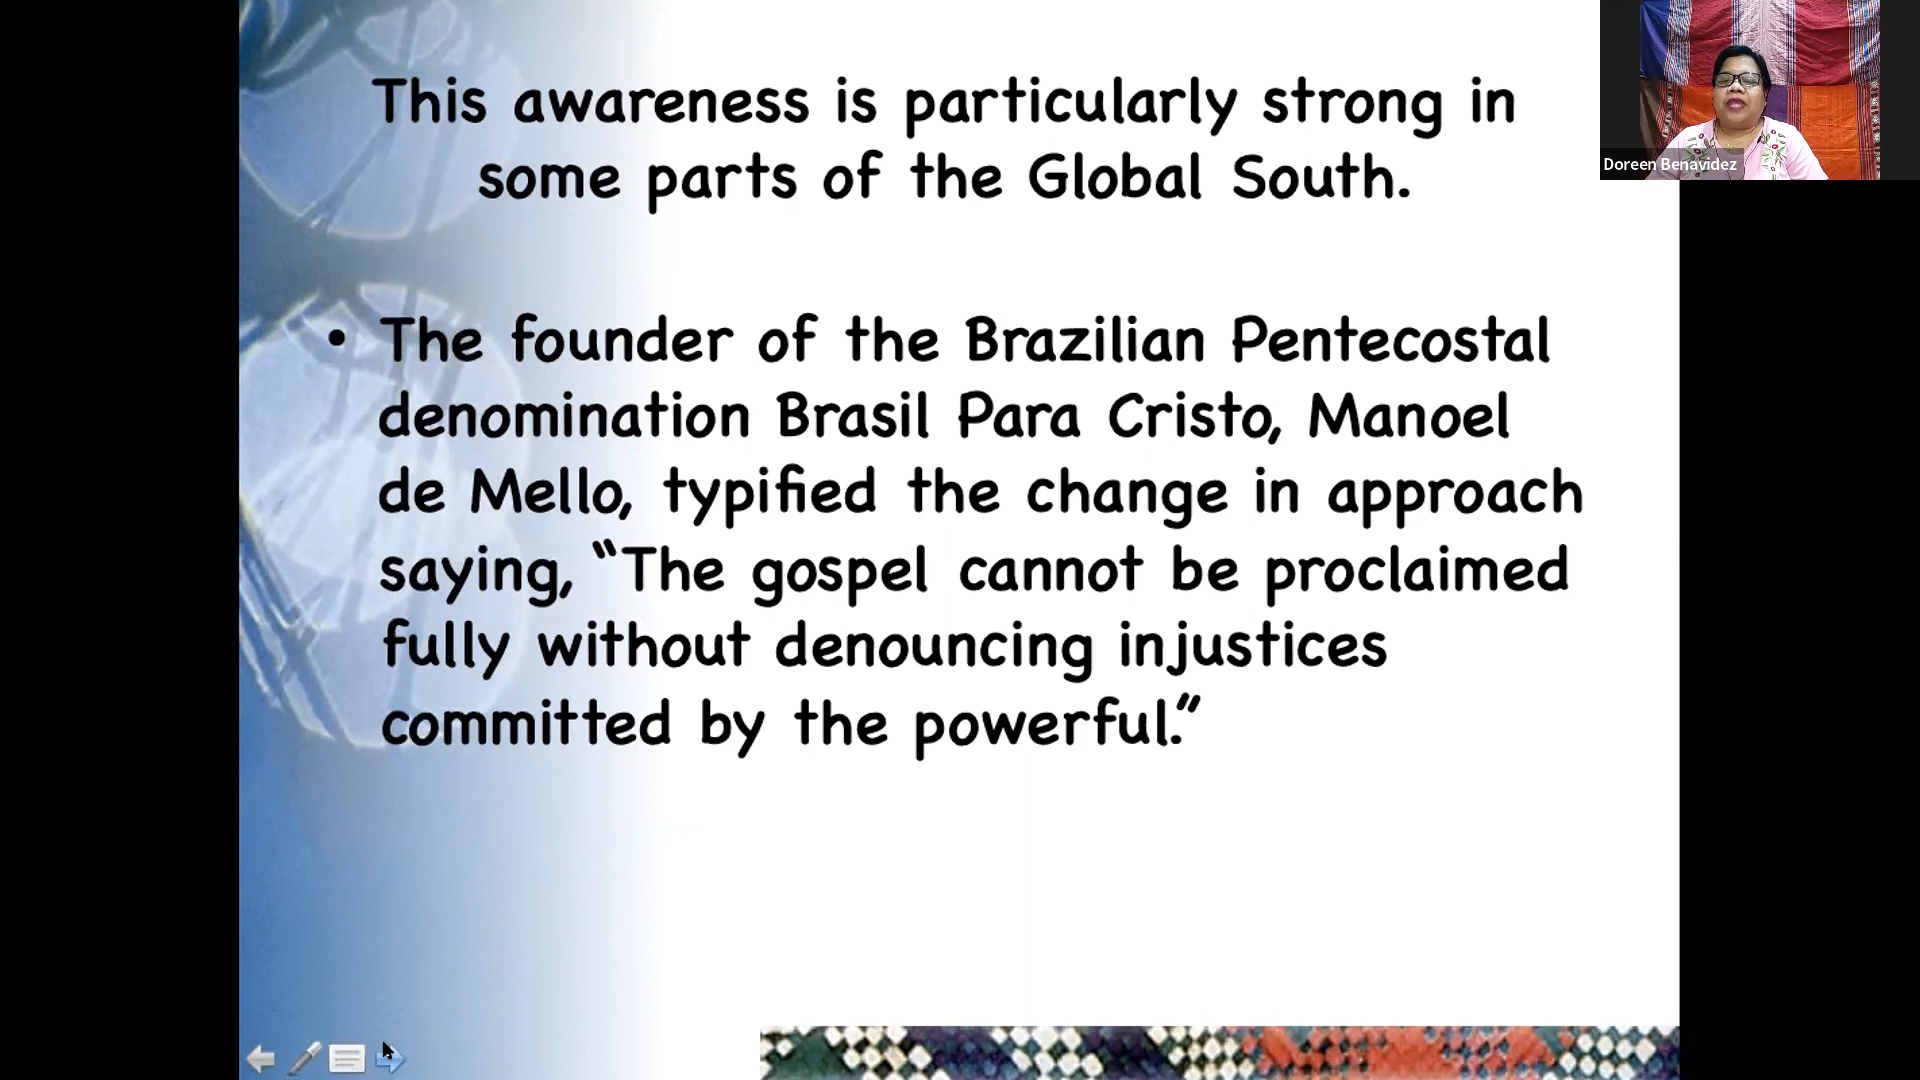 This awareness is particularly strong in
some parts of the Global South.
• The founder of the Brazilian Pentecostal
denomination Brasil Para Cristo, Manoel
de Mello, typified the change in approach
saying, “The gospel cannot be proclaimed
fully without denouncing injustices
committed by the powerful.”
Doreen Benavidez